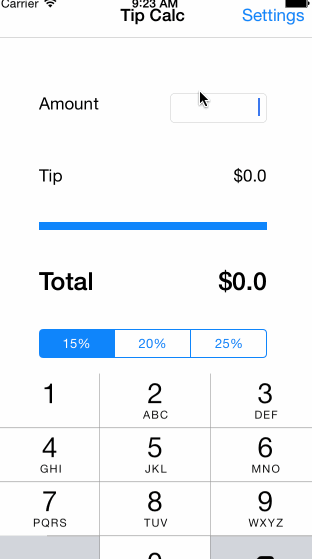 Carrier 9:23 AM
Tip Calc Settings
Amount
Tip $0.0
Total $0.0
15% 20% 25%
1 2 3
ABC DEF
4 5 6
GHI JKL MNO
7 8 9
PQRS TUV WXYZ
0